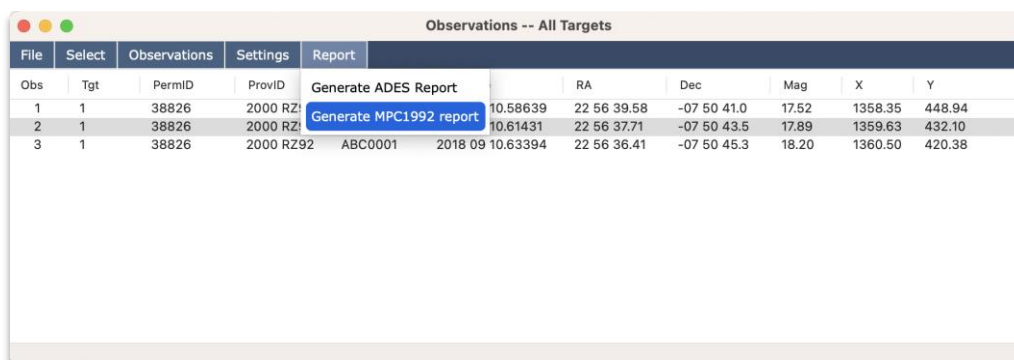 Observations -- All Targets
File Select Observations Settings Report
Obs Tgt PermID ProvID RA Dec Mag X Y
Generate ADES Report
Generate MPC1992 report
1 1 38826 2000 RZ 10.58639 22 56 39.58 -07 50 41.0 17.52 1358.35 448.94
2 1 38826 2000 RZ 10.61431 22 56 37.71 -07 50 43.5 17.89 1359.63 432.10
3 1 38826 2000 RZ92 ABC0001 2018 09 10.63394 22 56 36.41 -07 50 45.3 18.20 1360.50 420.38